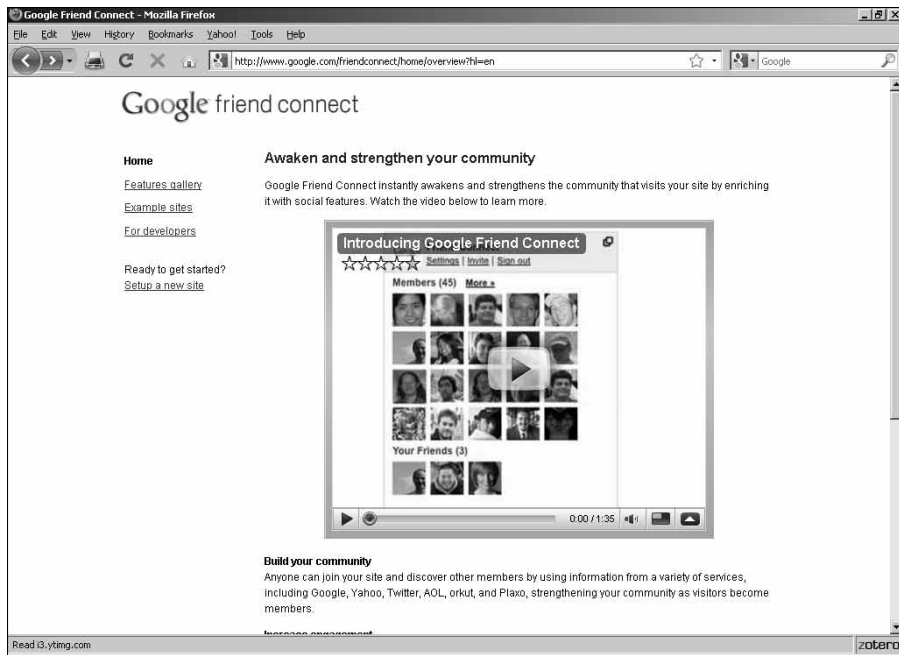 Google Friend Connect - Mozilla Firefox
File Edit View History Bookmarks Yahoo! Tools Help
http://www.google.com/friendconnect/home/overview?hl=en
Google
Google friend connect
Home
Features gallery
Example sites
For developers
Ready to get started?
Setup a new site
Awaken and strengthen your community
Google Friend Connect instantly awakens and strengthens the community that visits your site by enriching
it with social features. Watch the video below to learn more.
Introducing Google Friend Connect
Settings | Invite | Sign out
Members (45) More »
Your Friends (3)
0:00 / 1:35
Build your community
Anyone can join your site and discover other members by using information from a variety of services,
including Google, Yahoo, Twitter, AOL, orkut, and Plaxo, strengthening your community as visitors become
members.
Increase engagement
Read i3.ytimg.com
zotero